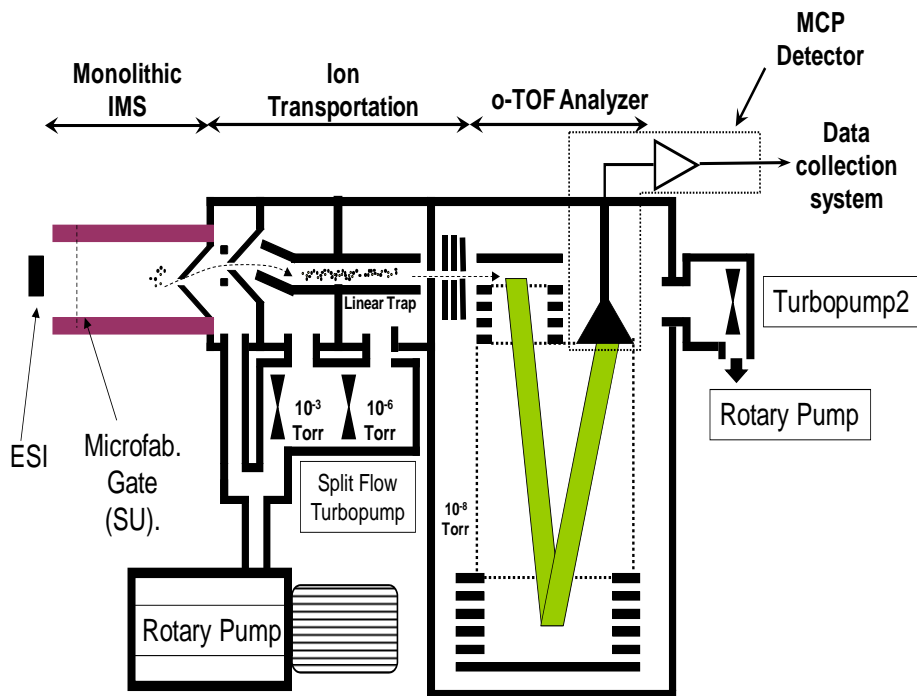 MCP
Detector
Monolithic
IMS
Ion
Transportation
o-TOF Analyzer
Data
collection
system
Linear Trap
Turbopump2
10⁻³
Torr
10⁻⁶
Torr
Rotary Pump
ESI
Microfab.
Gate
(SU).
Split Flow
Turbopump
10⁻⁸
Torr
Rotary Pump